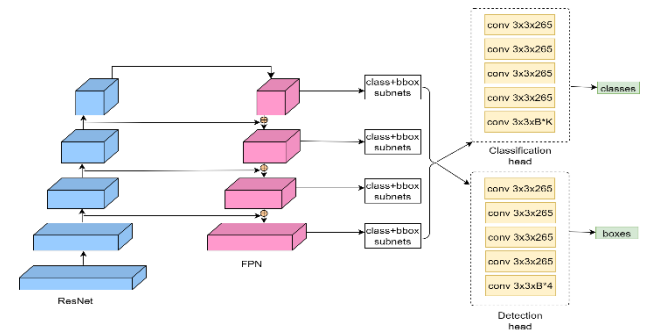 conv 3x3x265
conv 3x3x265
conv 3x3x265
conv 3x3x265
conv 3x3xB*K
Classification
head
classes
class+bbox
subnets
class+bbox
subnets
class+bbox
subnets
class+bbox
subnets
conv 3x3x265
conv 3x3x265
conv 3x3x265
conv 3x3x265
conv 3x3xB*4
Detection
head
boxes
FPN
ResNet